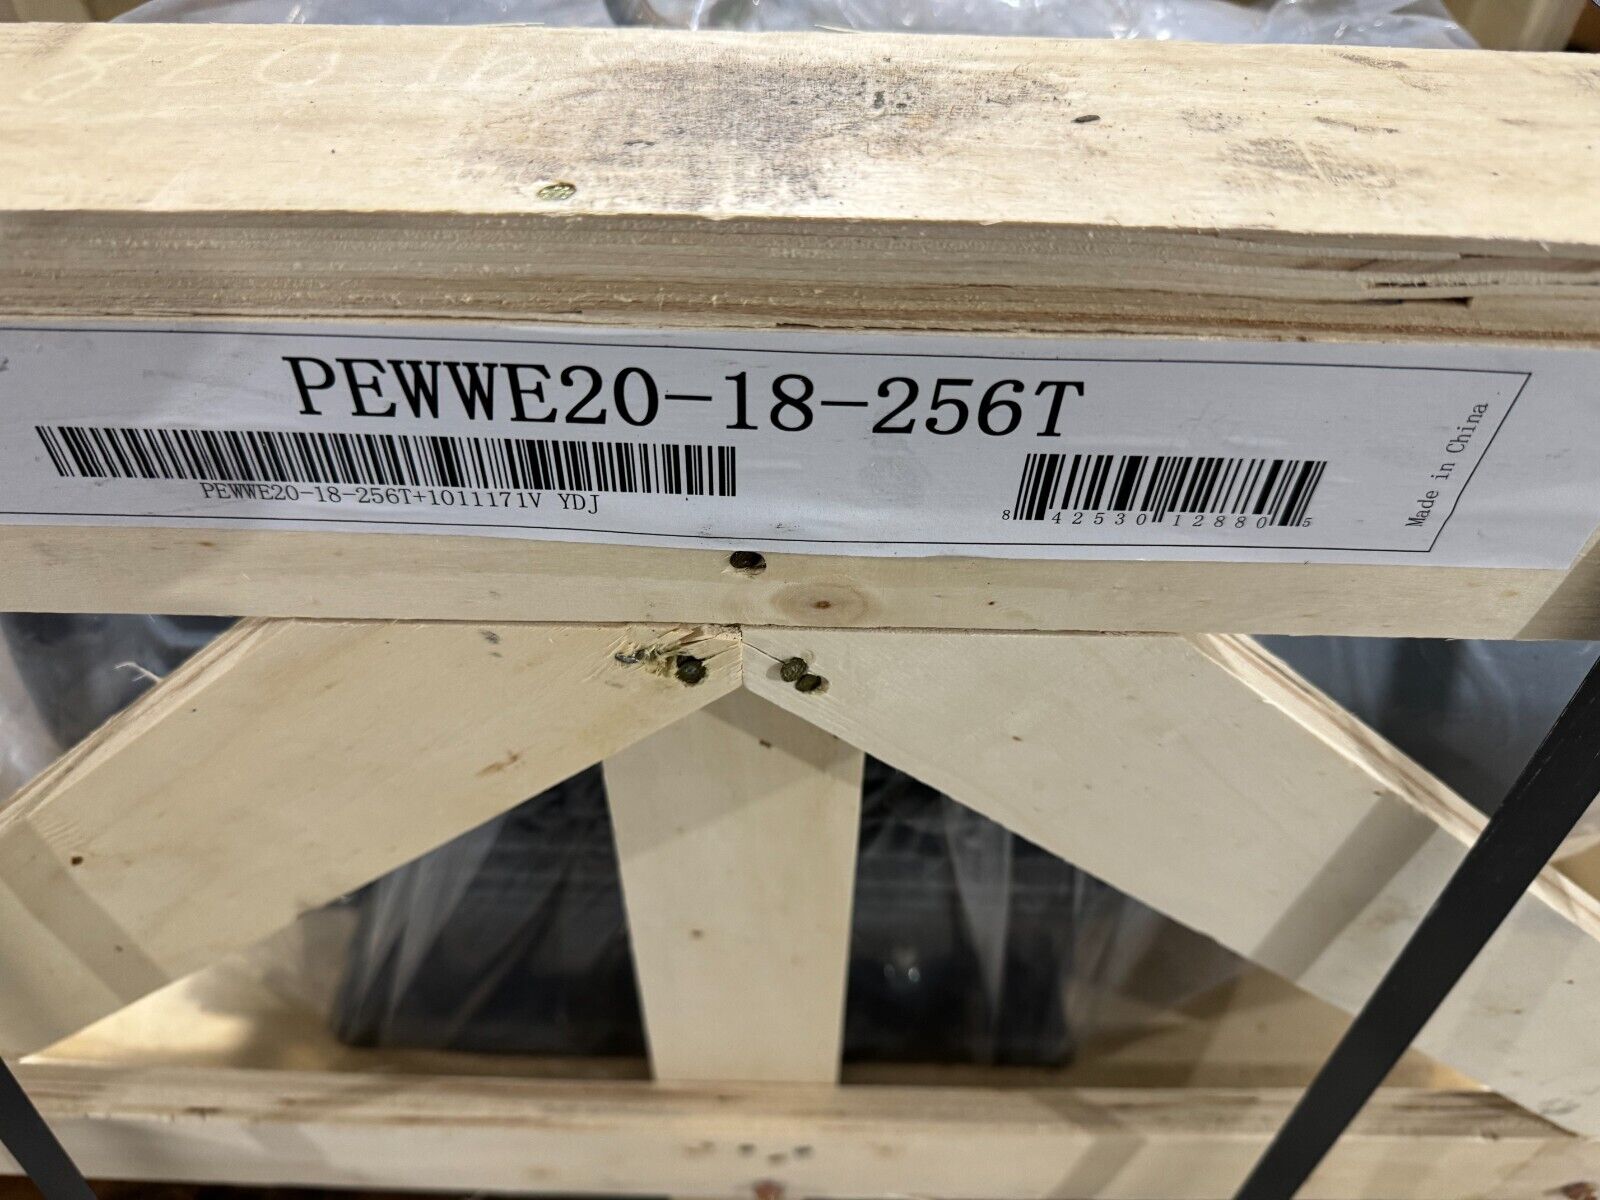 PEWWE20-18-256T
PEWWE20-18-256T+1011171V YDJ
8 42530 12880 5
Made in China